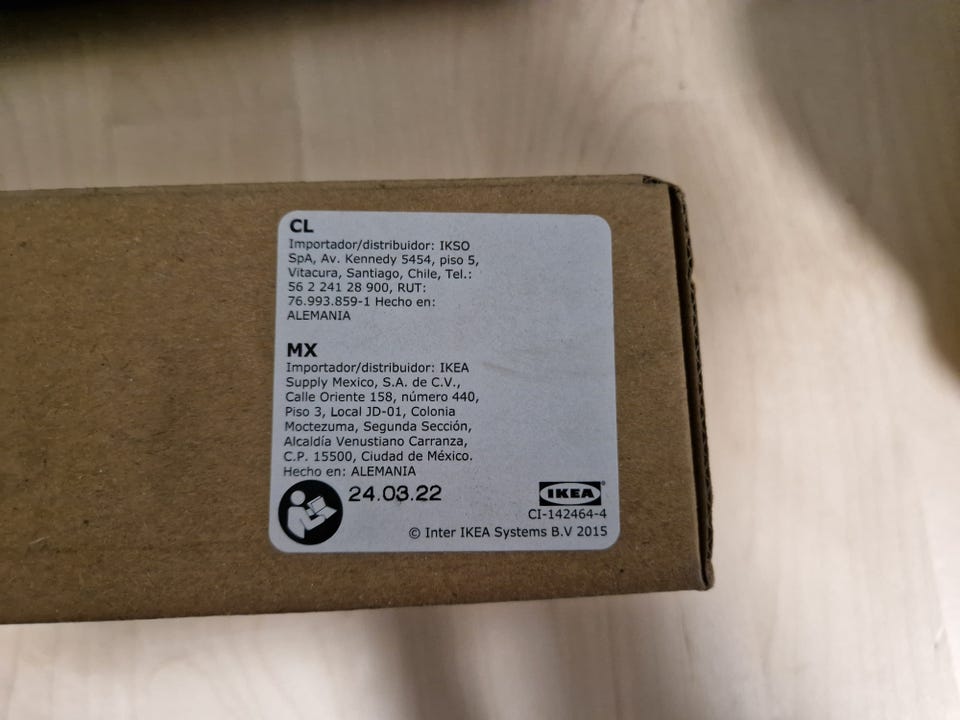 CL
Importador/distribuidor: IKSO
SpA, Av. Kennedy 5454, piso 5,
Vitacura, Santiago, Chile, Tel.:
56 2 241 28 900, RUT:
76.993.859-1 Hecho en:
ALEMANIA
MX
Importador/distribuidor: IKEA
Supply Mexico, S.A. de C.V.,
Calle Oriente 158, número 440,
Piso 3, Local JD-01, Colonia
Moctezuma, Segunda Sección,
Alcaldía Venustiano Carranza,
C.P. 15500, Ciudad de México.
Hecho en: ALEMANIA
24.03.22
IKEA®
CI-142464-4
© Inter IKEA Systems B.V 2015